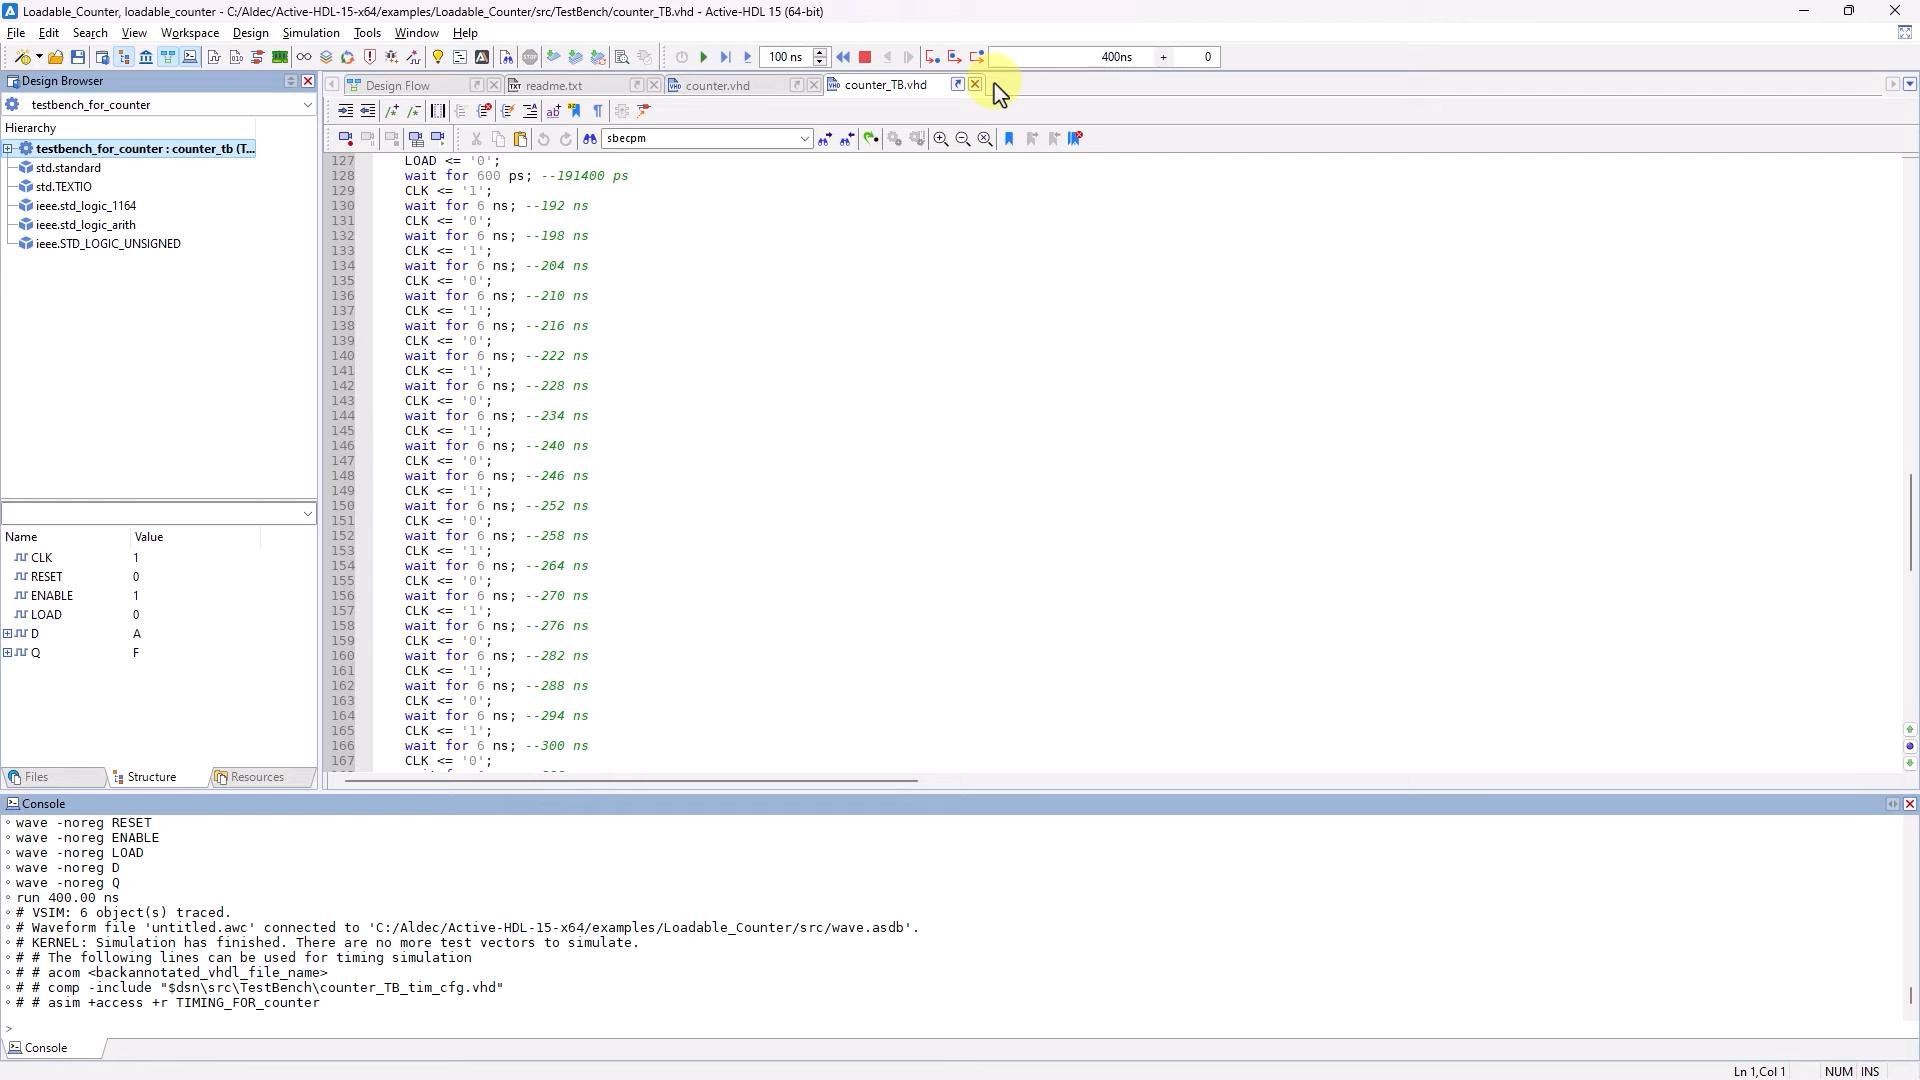 Loadable_Counter, loadable_counter - C:/Aldec/Active-HDL-15-x64/examples/Loadable_Counter/src/TestBench/counter_TB.vhd - Active-HDL 15 (64-bit)
File Edit Search View Workspace Design Simulation Tools Window Help
100 ns 400ns + 0
Design Browser
Design Flow readme.txt counter.vhd counter_TB.vhd
testbench_for_counter
sbecpm
Hierarchy
testbench_for_counter : counter_tb (T...
std.standard
std.TEXTIO
ieee.std_logic_1164
ieee.std_logic_arith
ieee.STD_LOGIC_UNSIGNED
Name Value
CLK 1
RESET 0
ENABLE 1
LOAD 0
D A
Q F
Files Structure Resources
127 LOAD <= '0';
128 wait for 600 ps; --191400 ps
129 CLK <= '1';
130 wait for 6 ns; --192 ns
131 CLK <= '0';
132 wait for 6 ns; --198 ns
133 CLK <= '1';
134 wait for 6 ns; --204 ns
135 CLK <= '0';
136 wait for 6 ns; --210 ns
137 CLK <= '1';
138 wait for 6 ns; --216 ns
139 CLK <= '0';
140 wait for 6 ns; --222 ns
141 CLK <= '1';
142 wait for 6 ns; --228 ns
143 CLK <= '0';
144 wait for 6 ns; --234 ns
145 CLK <= '1';
146 wait for 6 ns; --240 ns
147 CLK <= '0';
148 wait for 6 ns; --246 ns
149 CLK <= '1';
150 wait for 6 ns; --252 ns
151 CLK <= '0';
152 wait for 6 ns; --258 ns
153 CLK <= '1';
154 wait for 6 ns; --264 ns
155 CLK <= '0';
156 wait for 6 ns; --270 ns
157 CLK <= '1';
158 wait for 6 ns; --276 ns
159 CLK <= '0';
160 wait for 6 ns; --282 ns
161 CLK <= '1';
162 wait for 6 ns; --288 ns
163 CLK <= '0';
164 wait for 6 ns; --294 ns
165 CLK <= '1';
166 wait for 6 ns; --300 ns
167 CLK <= '0';
Console
wave -noreg RESET
wave -noreg ENABLE
wave -noreg LOAD
wave -noreg D
wave -noreg Q
run 400.00 ns
# VSIM: 6 object(s) traced.
# Waveform file 'untitled.awc' connected to 'C:/Aldec/Active-HDL-15-x64/examples/Loadable_Counter/src/wave.asdb'.
# KERNEL: Simulation has finished. There are no more test vectors to simulate.
# # The following lines can be used for timing simulation
# # acom <backannotated_vhdl_file_name>
# # comp -include "$dsn\src\TestBench\counter_TB_tim_cfg.vhd"
# # asim +access +r TIMING_FOR_counter
>
Console
Ln 1,Col 1 NUM INS